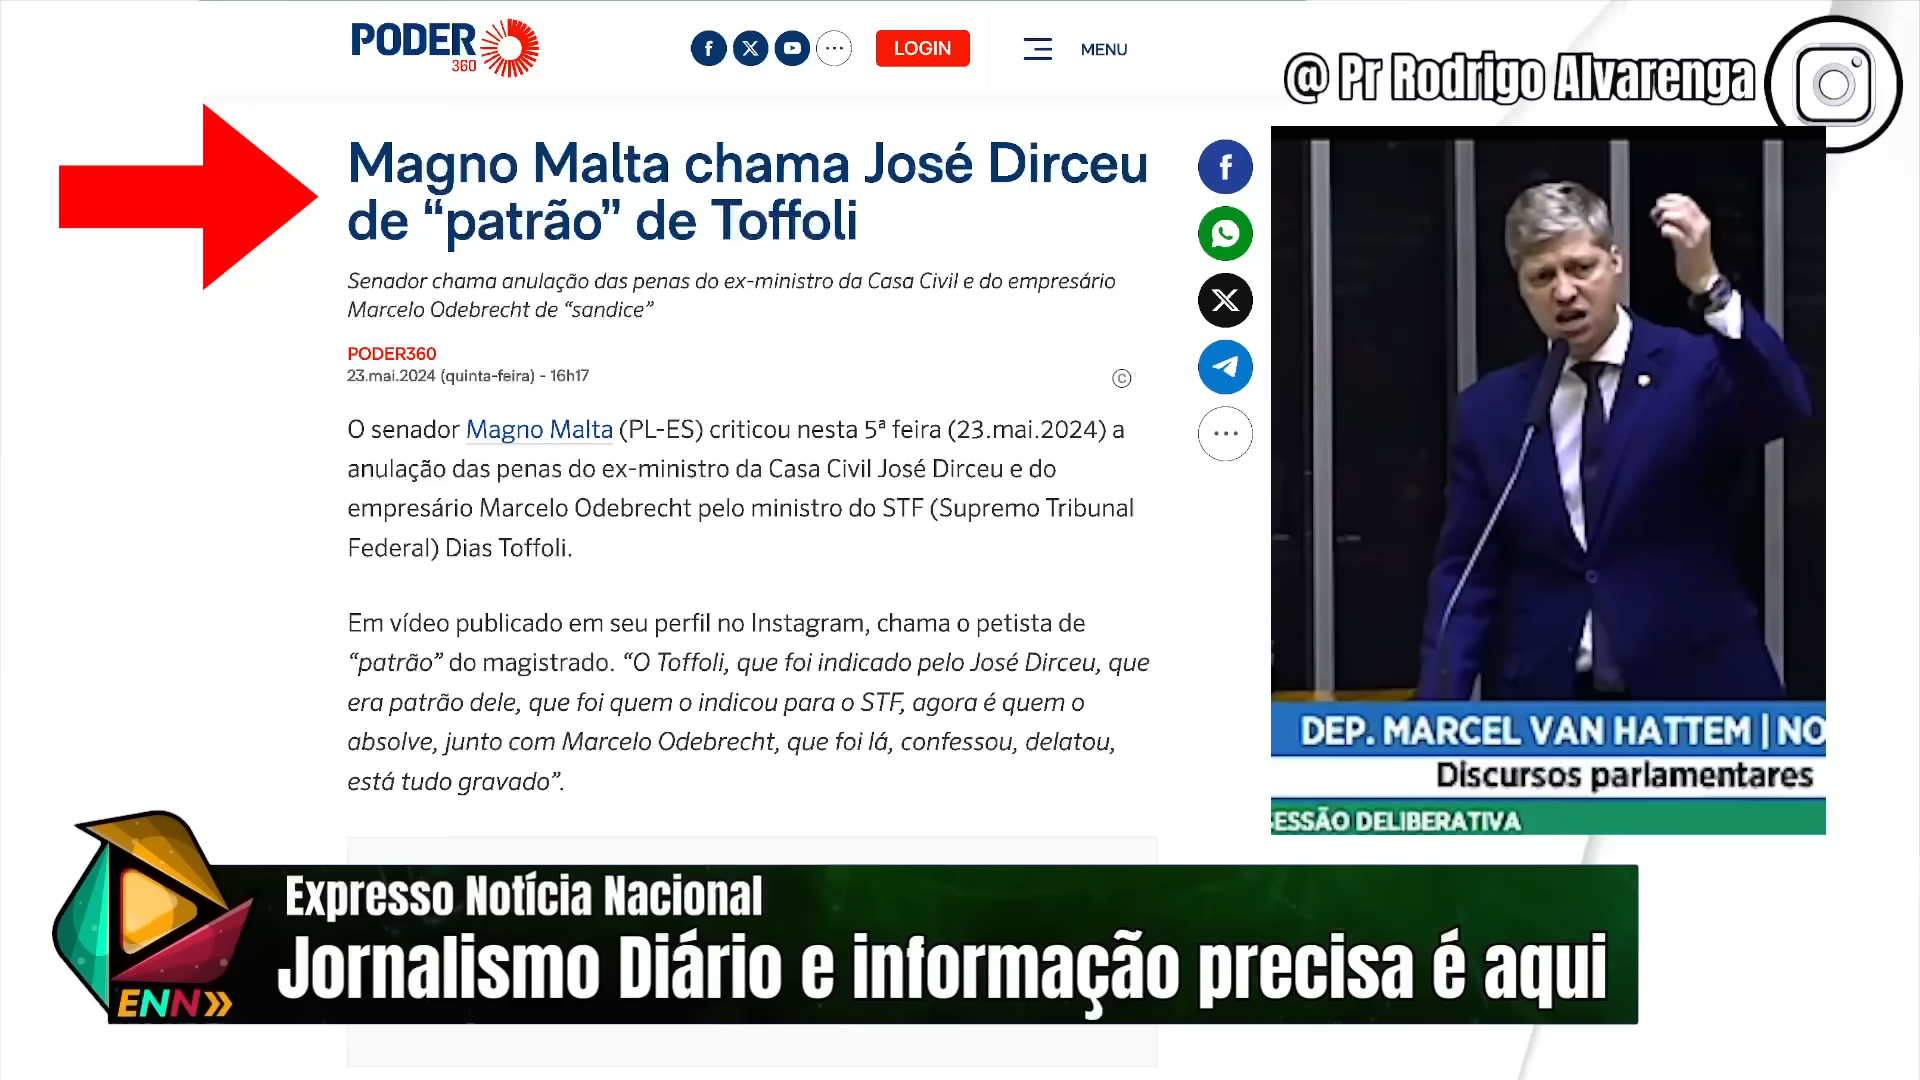 PODER
360
LOGIN
MENU
@ Pr Rodrigo Alvarenga
Magno Malta chama José Dirceu
de “patrão” de Toffoli
Senador chama anulação das penas do ex-ministro da Casa Civil e do empresário
Marcelo Odebrecht de “sandice”
PODER360
23.mai.2024 (quinta-feira) - 16h17
O senador Magno Malta (PL-ES) criticou nesta 5ª feira (23.mai.2024) a
anulação das penas do ex-ministro da Casa Civil José Dirceu e do
empresário Marcelo Odebrecht pelo ministro do STF (Supremo Tribunal
Federal) Dias Toffoli.
Em vídeo publicado em seu perfil no Instagram, chama o petista de
“patrão” do magistrado. “O Toffoli, que foi indicado pelo José Dirceu, que
era patrão dele, que foi quem o indicou para o STF, agora é quem o
absolve, junto com Marcelo Odebrecht, que foi lá, confessou, delatou,
está tudo gravado”.
DEP. MARCEL VAN HATTEM | NO
Discursos parlamentares
ESSÃO DELIBERATIVA
Expresso Notícia Nacional
Jornalismo Diário e informação precisa é aqui
ENN